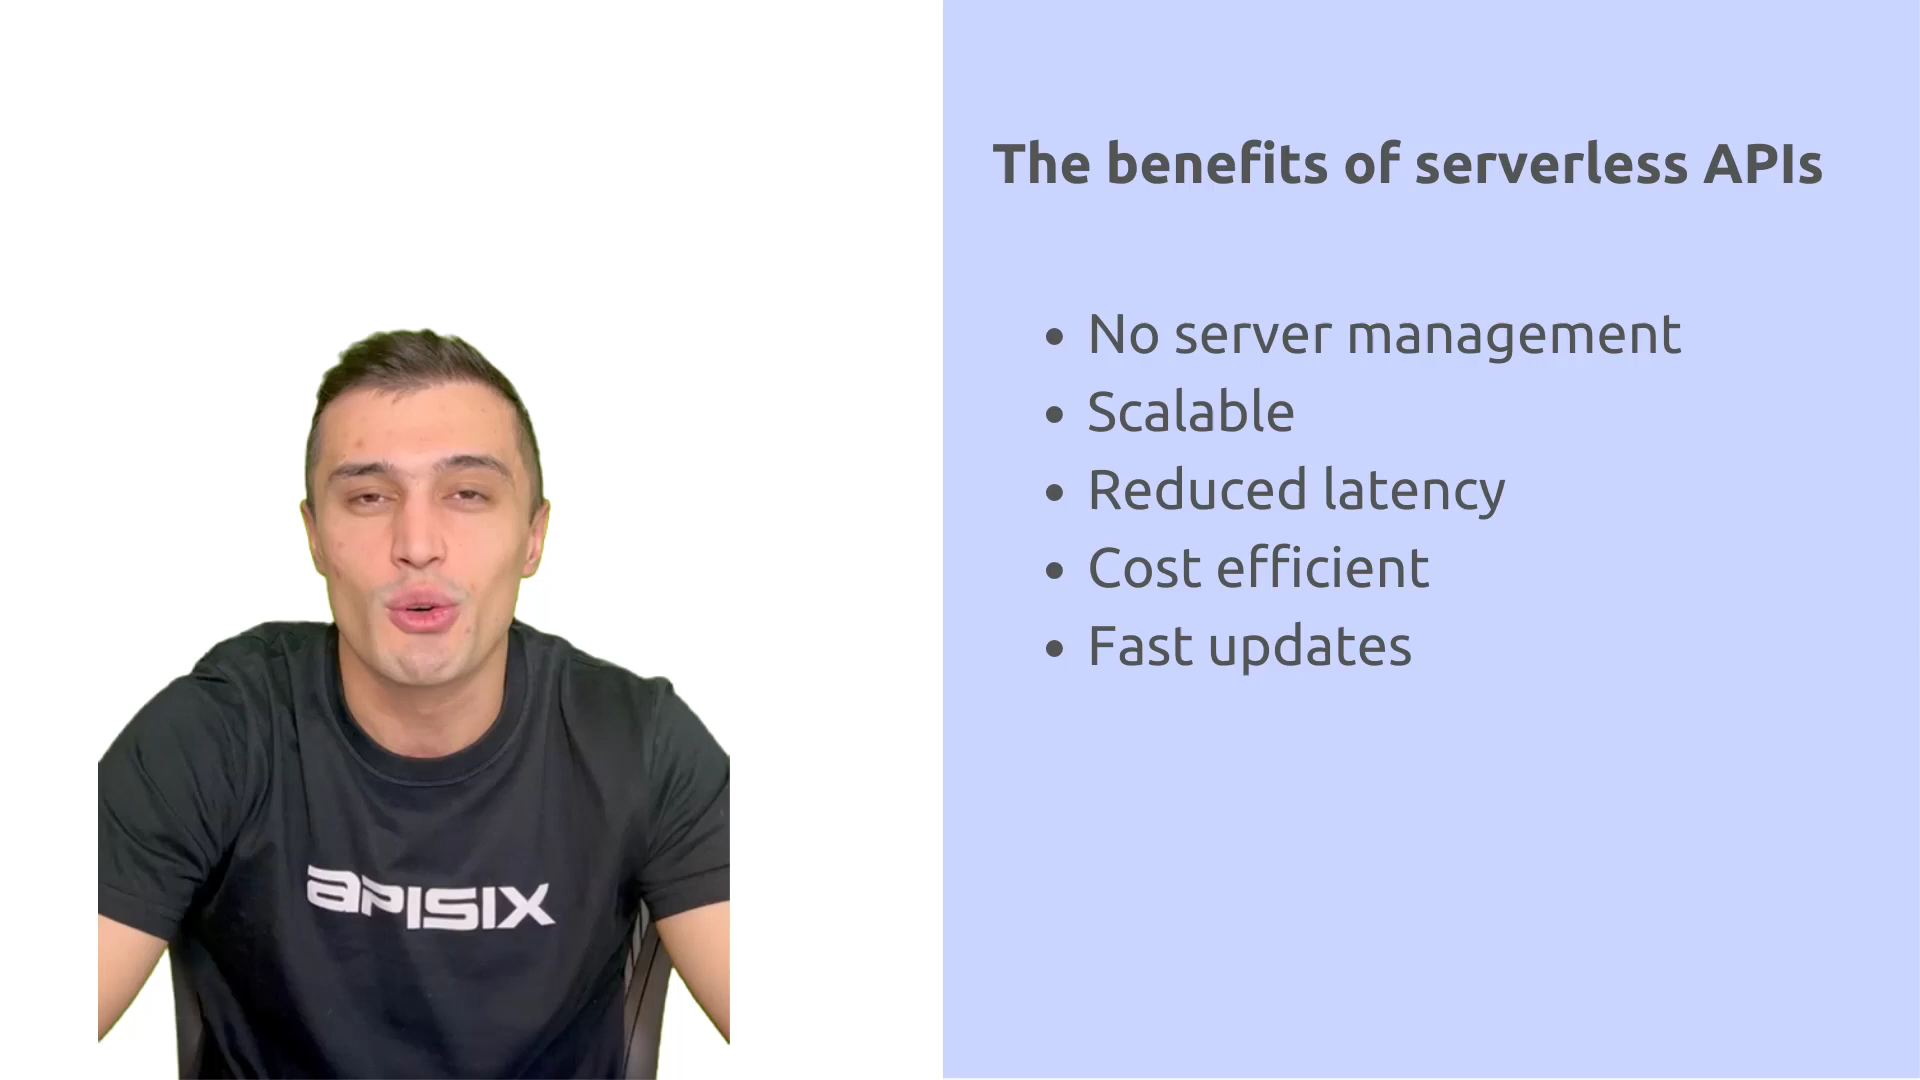 The benefits of serverless APIs
• No server management
• Scalable
• Reduced latency
• Cost efficient
• Fast updates
APISIX